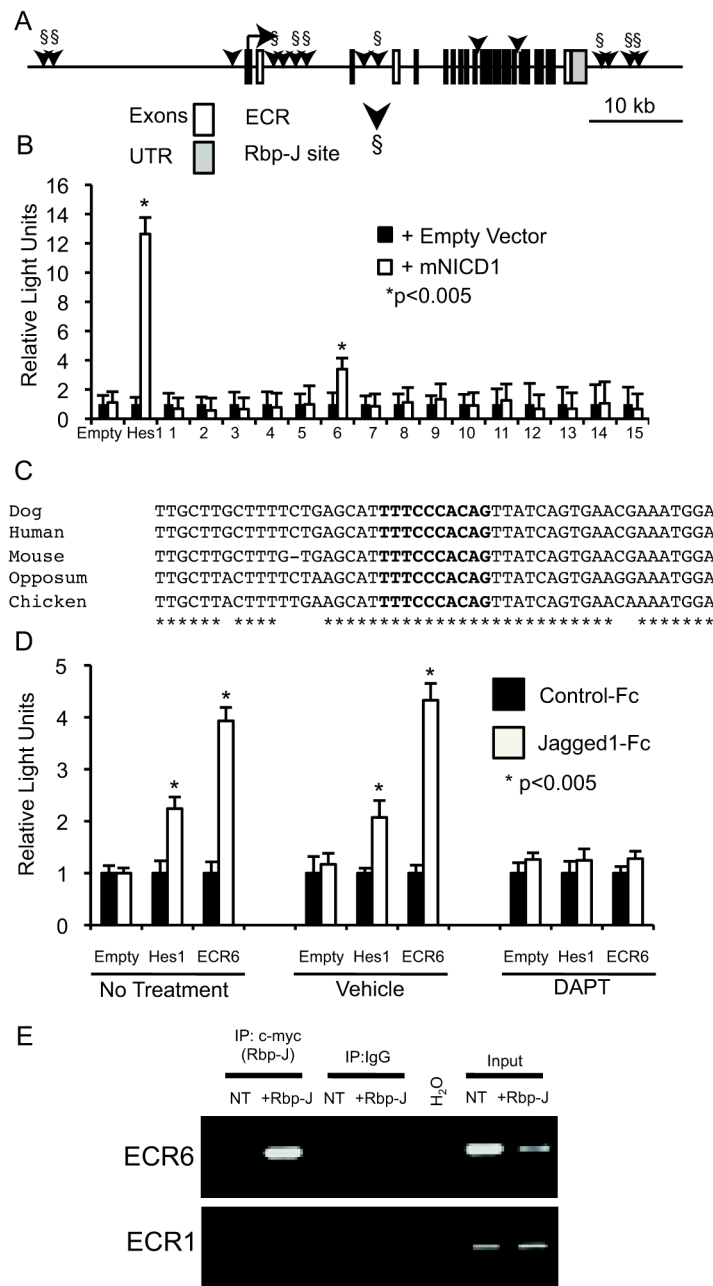 A
§§ § §§ § § §§
10 kb
Exons ECR
UTR Rbp-J site §
B
Relative Light Units
16
14
12
10
8
6
4
2
0
*
*
+ Empty Vector
+ mNICD1
*p<0.005
Empty Hes1 1 2 3 4 5 6 7 8 9 10 11 12 13 14 15
C
Dog TTGCTTGCTTTTCTGAGCATTTTCCCACAGTTATCAGTGAACGAAATGGA
Human TTGCTTGCTTTTCTGAGCATTTTCCCACAGTTATCAGTGAACGAAATGGA
Mouse TTGCTTGCTTTG-TGAGCATTTTCCCACAGTTATCAGTGAACGAAATGGA
Opposum TTGCTTACTTTTCTAAGCATTTTCCCACAGTTATCAGTGAAGGAAATGGA
Chicken TTGCTTACTTTTTGAAGCATTTTCCCACAGTTATCAGTGAACAAAATGGA
****** **** ************************** *******
D
Relative Light Units
5
4
3
2
1
0
* * * *
Control-Fc
Jagged1-Fc
* p<0.005
Empty Hes1 ECR6 Empty Hes1 ECR6 Empty Hes1 ECR6
No Treatment Vehicle DAPT
E
IP: c-myc
(Rbp-J) IP:IgG H2O Input
NT +Rbp-J NT +Rbp-J NT +Rbp-J
ECR6
ECR1